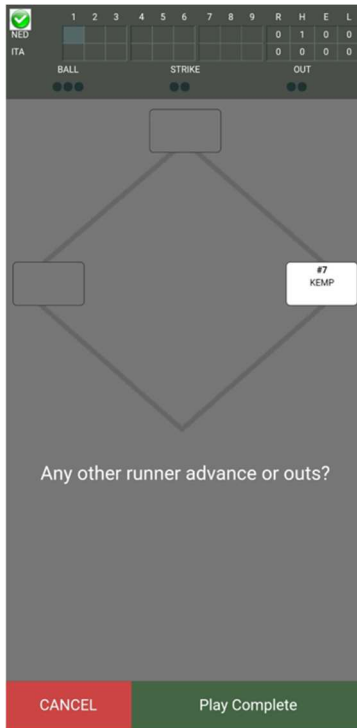 1 2 3 4 5 6 7 8 9 R H E L
NED 0 1 0 0
ITA 0 0 0 0
BALL STRIKE OUT
#7
KEMP
Any other runner advance or outs?
CANCEL Play Complete